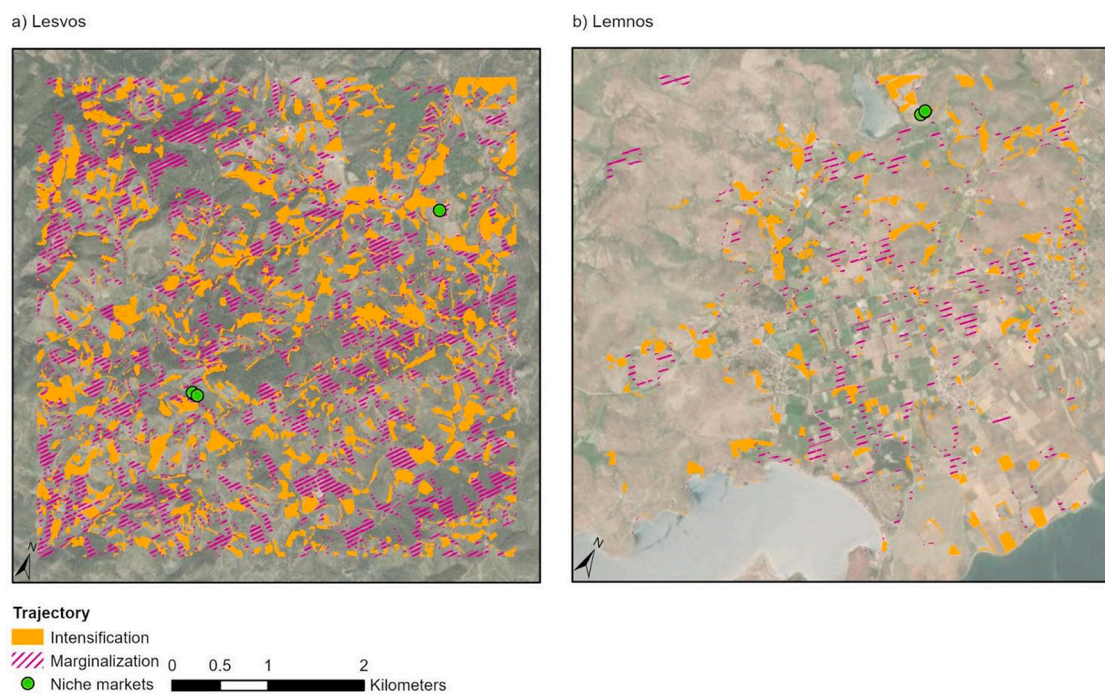 a) Lesvos
b) Lemnos
N
N
Trajectory
Intensification
Marginalization
Niche markets
0 0.5 1 2
Kilometers